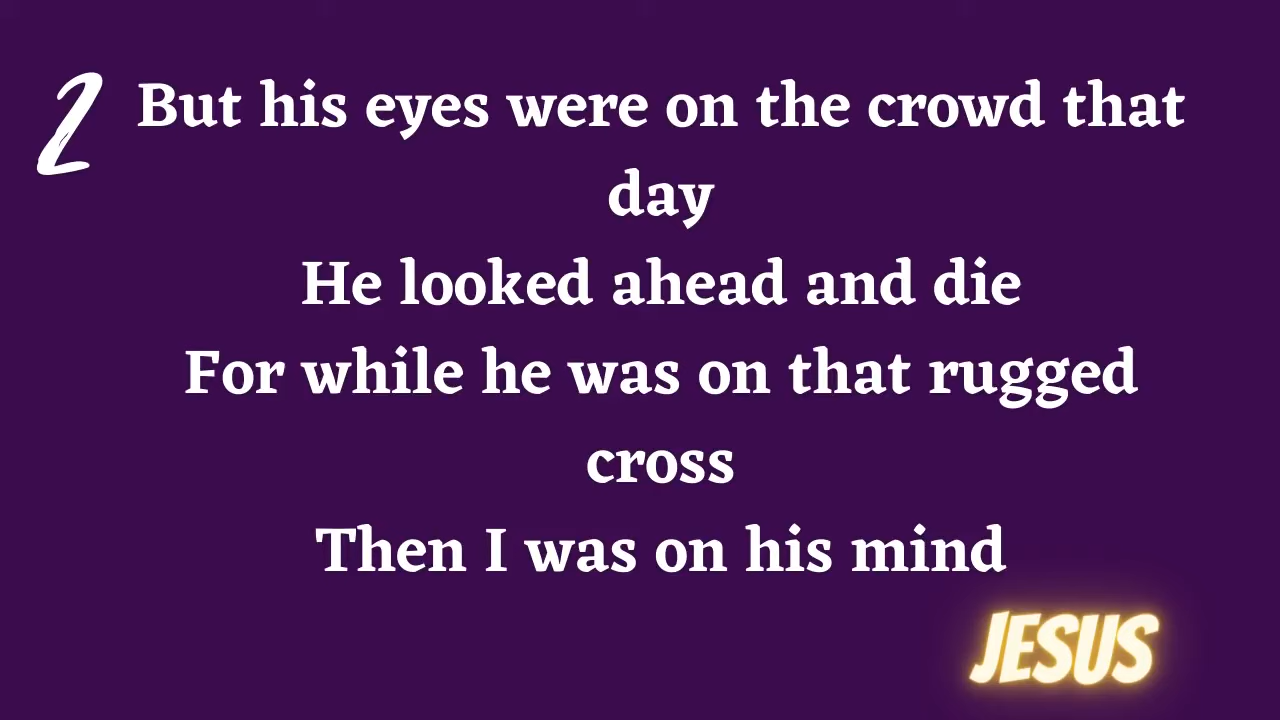 2
But his eyes were on the crowd that
day
He looked ahead and die
For while he was on that rugged
cross
Then I was on his mind
JESUS